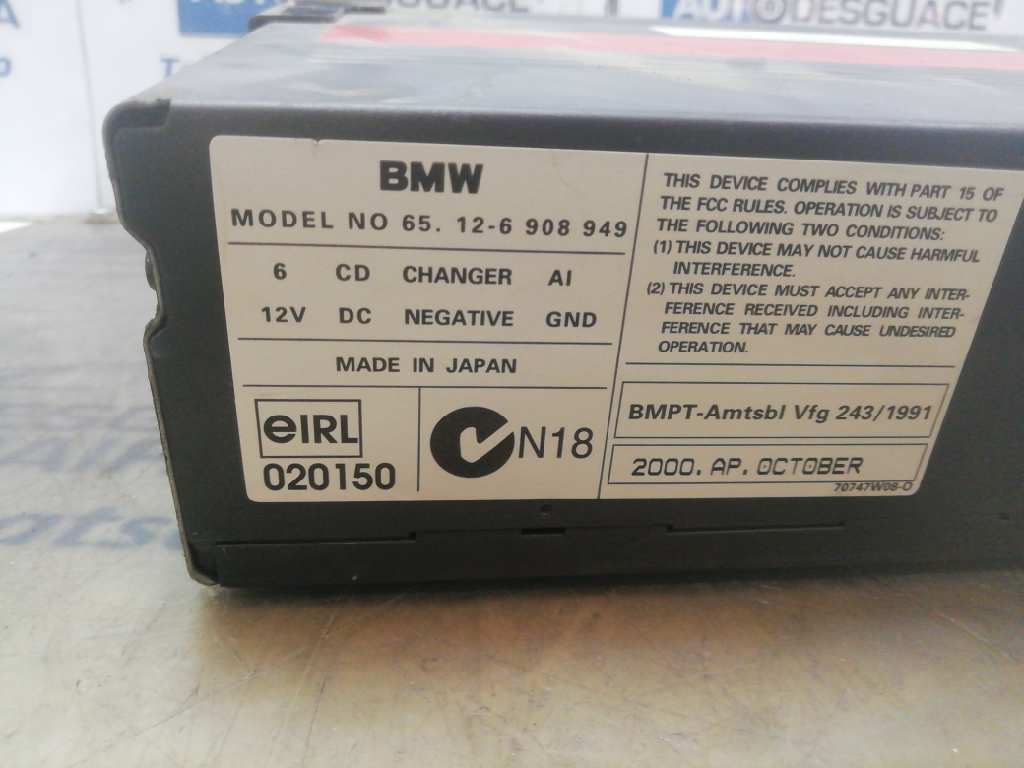 AUTODESGUACE
BMW
MODEL NO 65. 12-6 908 949
6 CD CHANGER AI
12V DC NEGATIVE GND
MADE IN JAPAN
eIRL
020150
N18
THIS DEVICE COMPLIES WITH PART 15 OF
THE FCC RULES. OPERATION IS SUBJECT TO
THE FOLLOWING TWO CONDITIONS:
(1) THIS DEVICE MAY NOT CAUSE HARMFUL
INTERFERENCE.
(2) THIS DEVICE MUST ACCEPT ANY INTER-
FERENCE RECEIVED INCLUDING INTER-
FERENCE THAT MAY CAUSE UNDESIRED
OPERATION.
BMPT-Amtsbl Vfg 243/1991
2000. AP. OCTOBER
70747W08-O